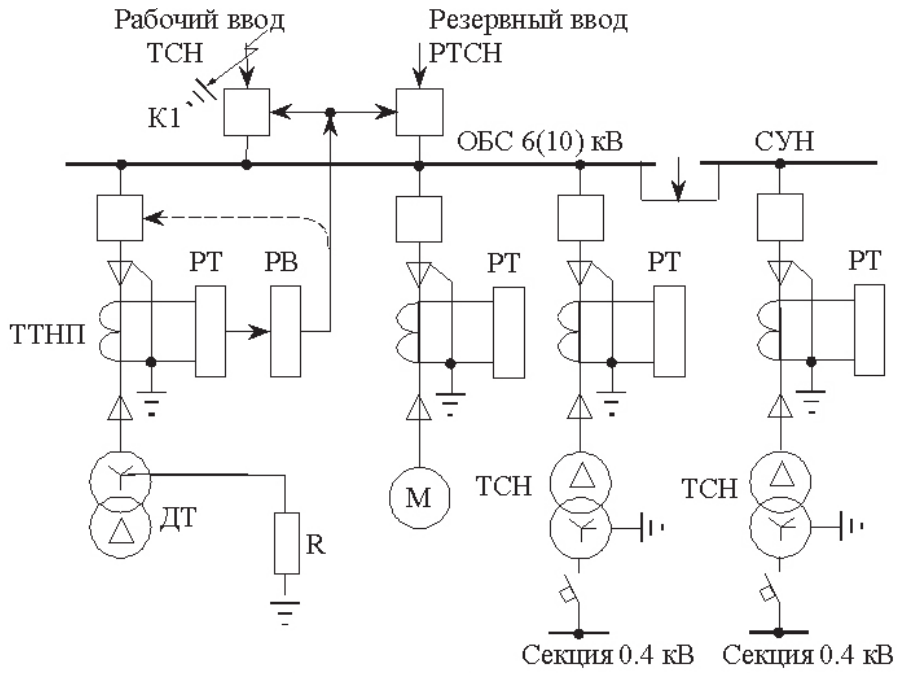 Рабочий ввод
Резервный ввод
ТСН
РТСН
К1
ОБС 6(10) кВ
СУН
РТ
РВ
РТ
РТ
РТ
ТТНП
ДТ
R
М
ТСН
ТСН
Секция 0.4 кВ
Секция 0.4 кВ